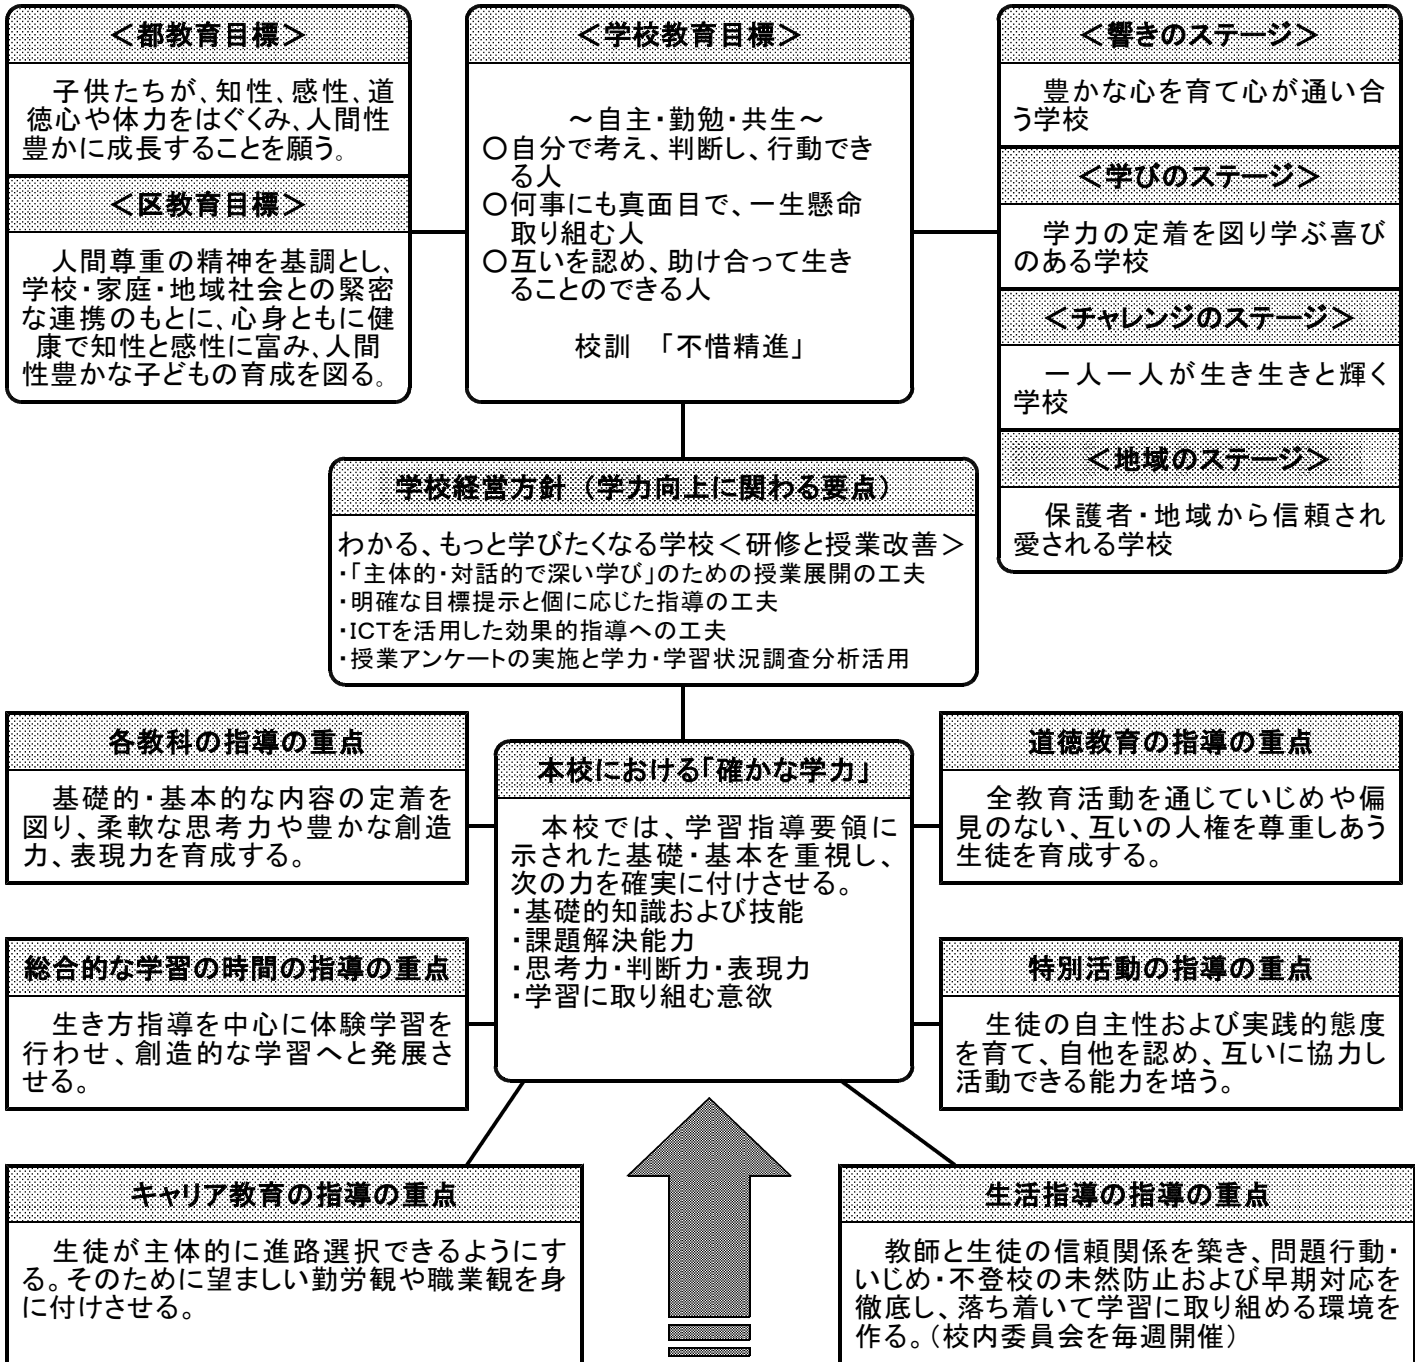 ＜都教育目標＞
子供たちが、知性、感性、道
徳心や体力をはぐくみ、人間性
豊かに成長することを願う。
＜区教育目標＞
人間尊重の精神を基調とし、
学校・家庭・地域社会との緊密
な連携のもとに、心身ともに健
康で知性と感性に富み、人間
性豊かな子どもの育成を図る。
＜学校教育目標＞
～自主・勤勉・共生～
○自分で考え、判断し、行動でき
る人
○何事にも真面目で、一生懸命
取り組む人
○互いを認め、助け合って生き
ることのできる人
校訓　「不惜精進」
＜響きのステージ＞
豊かな心を育て心が通い合
う学校
＜学びのステージ＞
学力の定着を図り学ぶ喜び
のある学校
＜チャレンジのステージ＞
一人一人が生き生きと輝く
学校
＜地域のステージ＞
保護者・地域から信頼され
愛される学校
学校経営方針（学力向上に関わる要点）
わかる、もっと学びたくなる学校＜研修と授業改善＞
・「主体的・対話的で深い学び」のための授業展開の工夫
・明確な目標提示と個に応じた指導の工夫
・ICTを活用した効果的指導への工夫
・授業アンケートの実施と学力・学習状況調査分析活用
各教科の指導の重点
基礎的・基本的な内容の定着を
図り、柔軟な思考力や豊かな創造
力、表現力を育成する。
本校における「確かな学力」
本校では、学習指導要領に
示された基礎・基本を重視し、
次の力を確実に付けさせる。
・基礎的知識および技能
・課題解決能力
・思考力・判断力・表現力
・学習に取り組む意欲
道徳教育の指導の重点
全教育活動を通じていじめや偏
見のない、互いの人権を尊重しあう
生徒を育成する。
総合的な学習の時間の指導の重点
生き方指導を中心に体験学習を
行わせ、創造的な学習へと発展さ
せる。
特別活動の指導の重点
生徒の自主性および実践的態度
を育て、自他を認め、互いに協力し
活動できる能力を培う。
キャリア教育の指導の重点
生徒が主体的に進路選択できるようにす
る。そのために望ましい勤労観や職業観を身
に付けさせる。
生活指導の指導の重点
教師と生徒の信頼関係を築き、問題行動・
いじめ・不登校の未然防止および早期対応を
徹底し、落ち着いて学習に取り組める環境を
作る。（校内委員会を毎週開催）